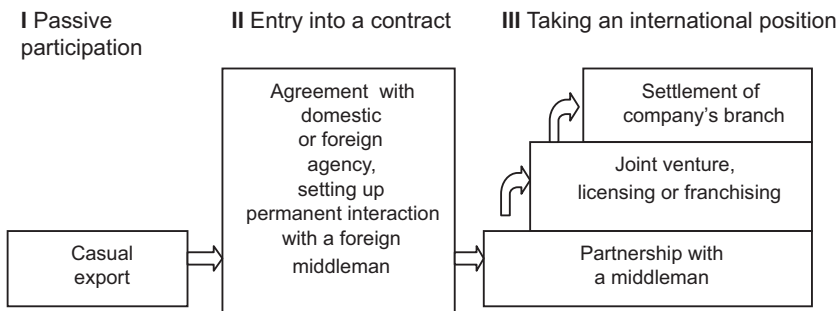 I Passive
participation
II Entry into a contract
III Taking an international position
Casual
export
Agreement with
domestic
or foreign
agency,
setting up
permanent interaction
with a foreign
middleman
Settlement of
company's branch
Joint venture,
licensing or franchising
Partnership with
a middleman